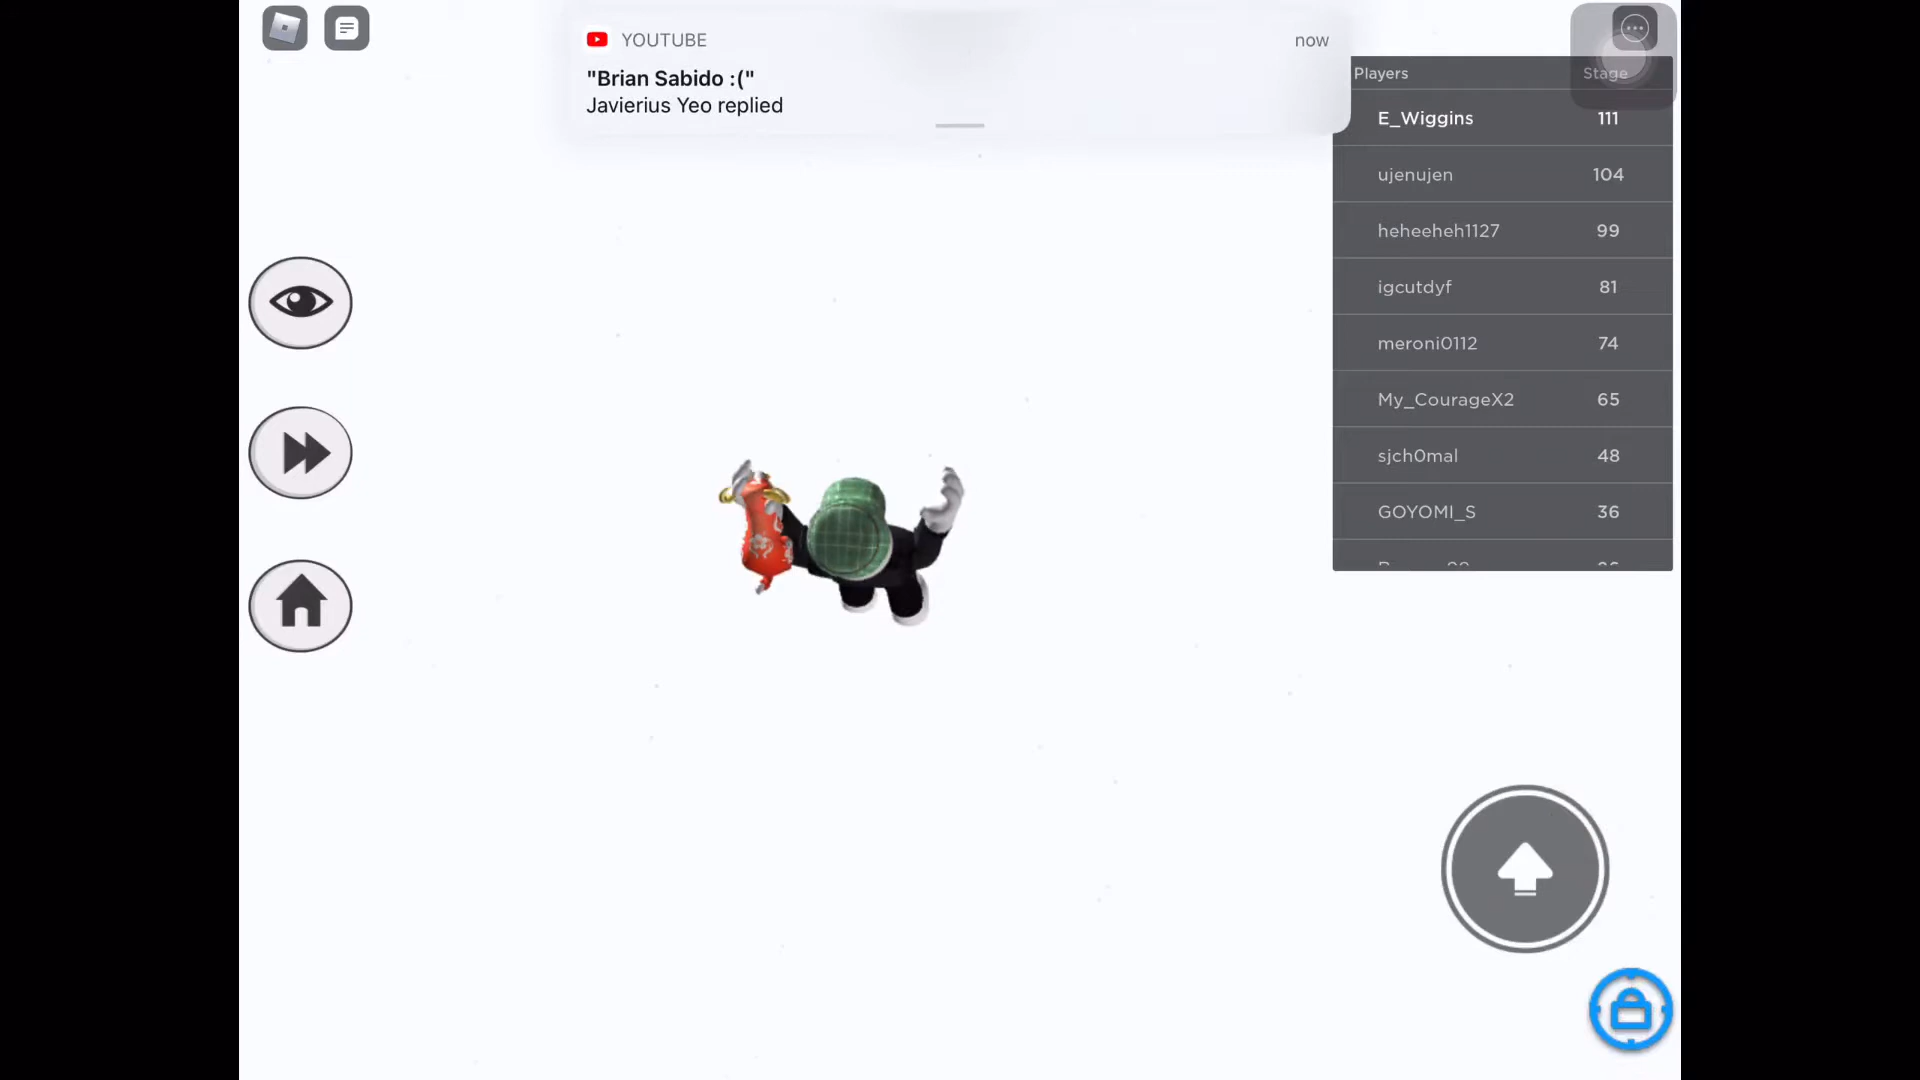 YOUTUBE
now
"Brian Sabido :("
Javierius Yeo replied
Players Stage
E_Wiggins 111
ujenujen 104
heheeheh1127 99
igcutdyf 81
meroni0112 74
My_CourageX2 65
sjch0mal 48
GOYOMI_S 36